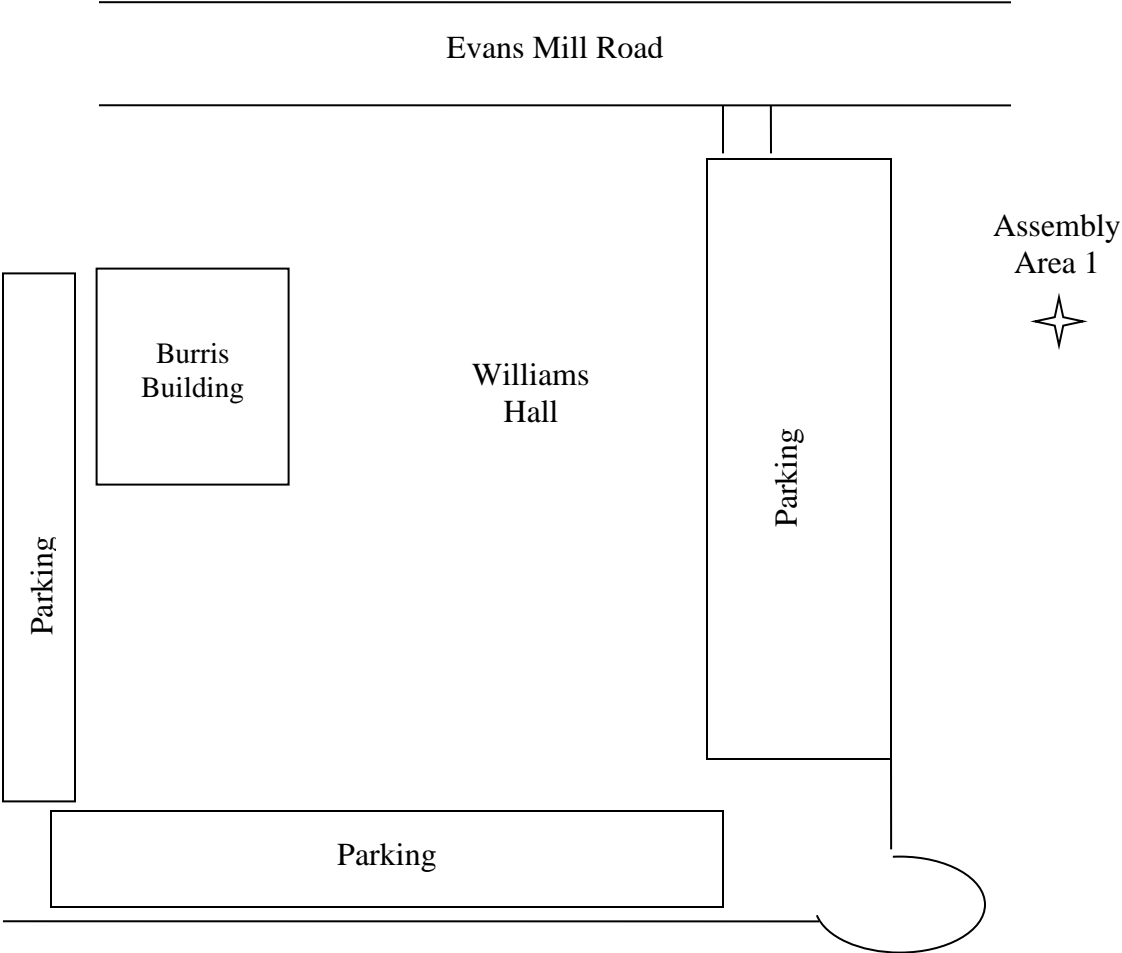 Evans Mill Road
Assembly
Area 1
Burris
Building
Williams
Hall
Parking
Parking
Parking